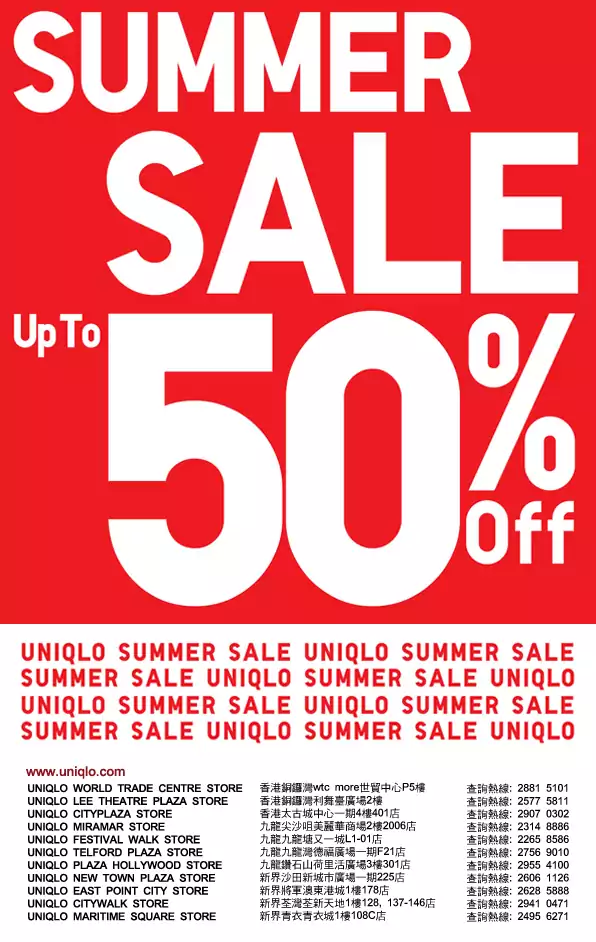 SUMMER
SALE
Up To
50%
Off
UNIQLO SUMMER SALE UNIQLO SUMMER SALE
SUMMER SALE UNIQLO SUMMER SALE UNIQLO
UNIQLO SUMMER SALE UNIQLO SUMMER SALE
SUMMER SALE UNIQLO SUMMER SALE UNIQLO
www.uniqlo.com
UNIQLO WORLD TRADE CENTRE STORE 香港銅鑼灣wtc more世貿中心P5樓 查詢熱線: 2881 5101
UNIQLO LEE THEATRE PLAZA STORE 香港銅鑼灣利舞臺廣場2樓 查詢熱線: 2577 5811
UNIQLO CITYPLAZA STORE 香港太古城中心一期4樓401店 查詢熱線: 2907 0302
UNIQLO MIRAMAR STORE 九龍尖沙咀美麗華商場2樓2006店 查詢熱線: 2314 8886
UNIQLO FESTIVAL WALK STORE 九龍九龍塘又一城L1-01店 查詢熱線: 2265 8586
UNIQLO TELFORD PLAZA STORE 九龍九龍灣德福廣場一期F21店 查詢熱線: 2756 9010
UNIQLO PLAZA HOLLYWOOD STORE 九龍鑽石山荷里活廣場3樓301店 查詢熱線: 2955 4100
UNIQLO NEW TOWN PLAZA STORE 新界沙田新城市廣場一期225店 查詢熱線: 2606 1126
UNIQLO EAST POINT CITY STORE 新界將軍澳東港城1樓178店 查詢熱線: 2628 5888
UNIQLO CITYWALK STORE 新界荃灣荃新天地1樓128, 137-146店 查詢熱線: 2941 0471
UNIQLO MARITIME SQUARE STORE 新界青衣青衣城1樓108C店 查詢熱線: 2495 6271